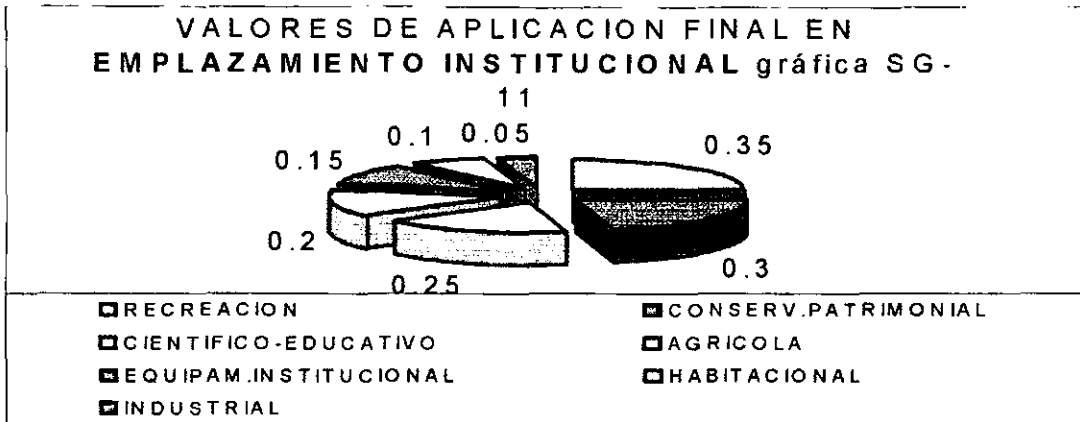 VALORES DE APLICACION FINAL EN
EMPLAZAMIENTO INSTITUCIONAL gráfica SG-
11
0.1 0.05
0.15 0.35
0.2 0.3
0.25
RECREACION CONSERV.PATRIMONIAL
CIENTIFICO-EDUCATIVO AGRICOLA
EQUIPAM.INSTITUCIONAL HABITACIONAL
INDUSTRIAL